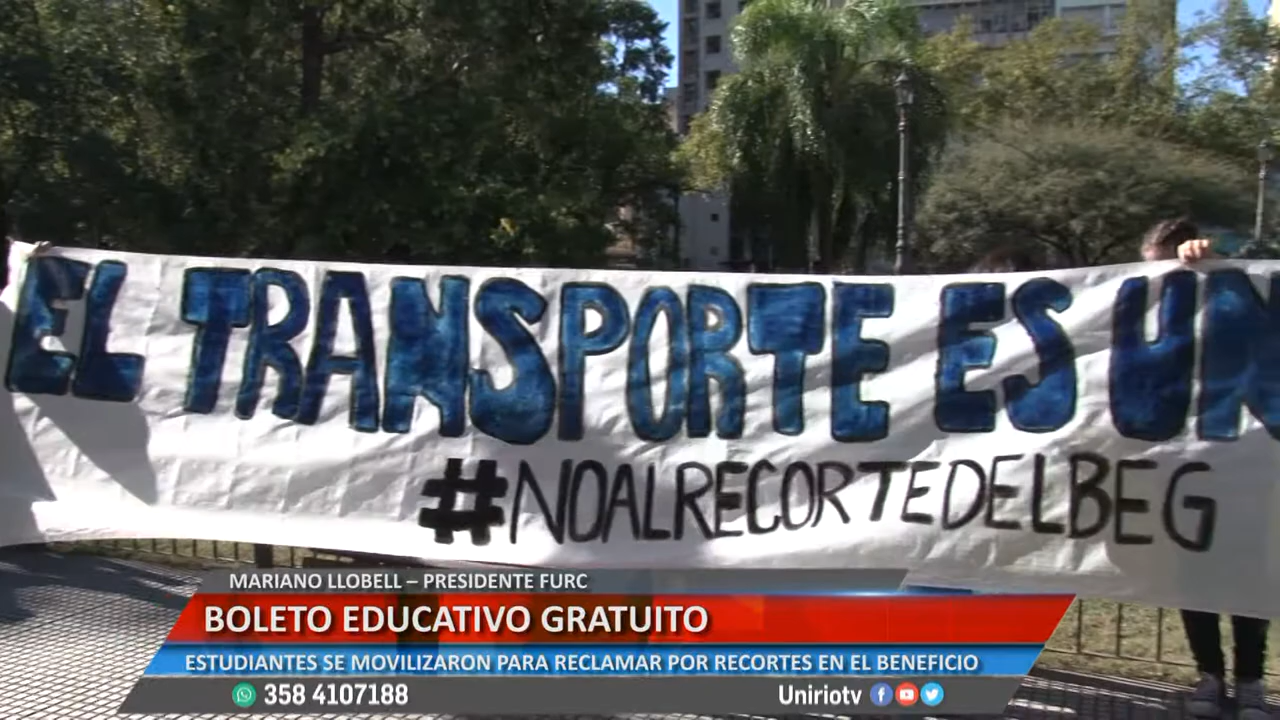 EL TRANSPORTE ES UN
#NOALRECORTEDELBEG
MARIANO LLOBELL – PRESIDENTE FURC
BOLETO EDUCATIVO GRATUITO
ESTUDIANTES SE MOVILIZARON PARA RECLAMAR POR RECORTES EN EL BENEFICIO
358 4107188
Uniriotv